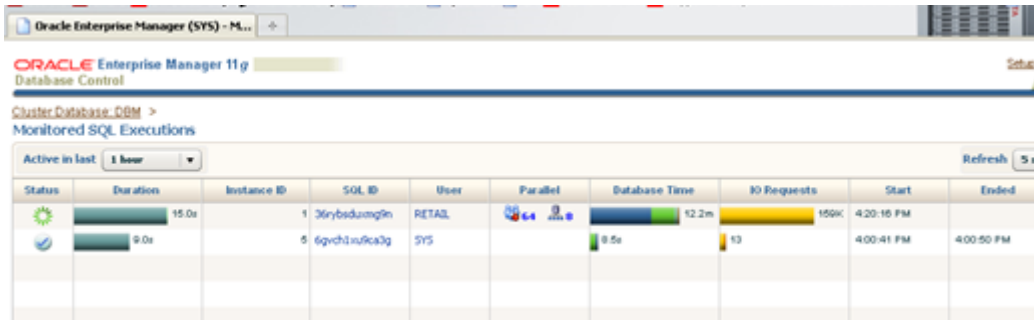 Oracle Enterprise Manager (SYS) - M...
ORACLE Enterprise Manager 11g
Database Control
Setup
Cluster Database: DBM >
Monitored SQL Executions
Active in last 1 hour
Refresh 5
Status Duration Instance ID SQL ID User Parallel Database Time IO Requests Start Ended
15.0s 1 RETAIL 64 8 12.2m 159K 4:20:16 PM
9.0s 5 6gvch1xu9ca3g SYS 8.5s 13 4:00:41 PM 4:00:50 PM